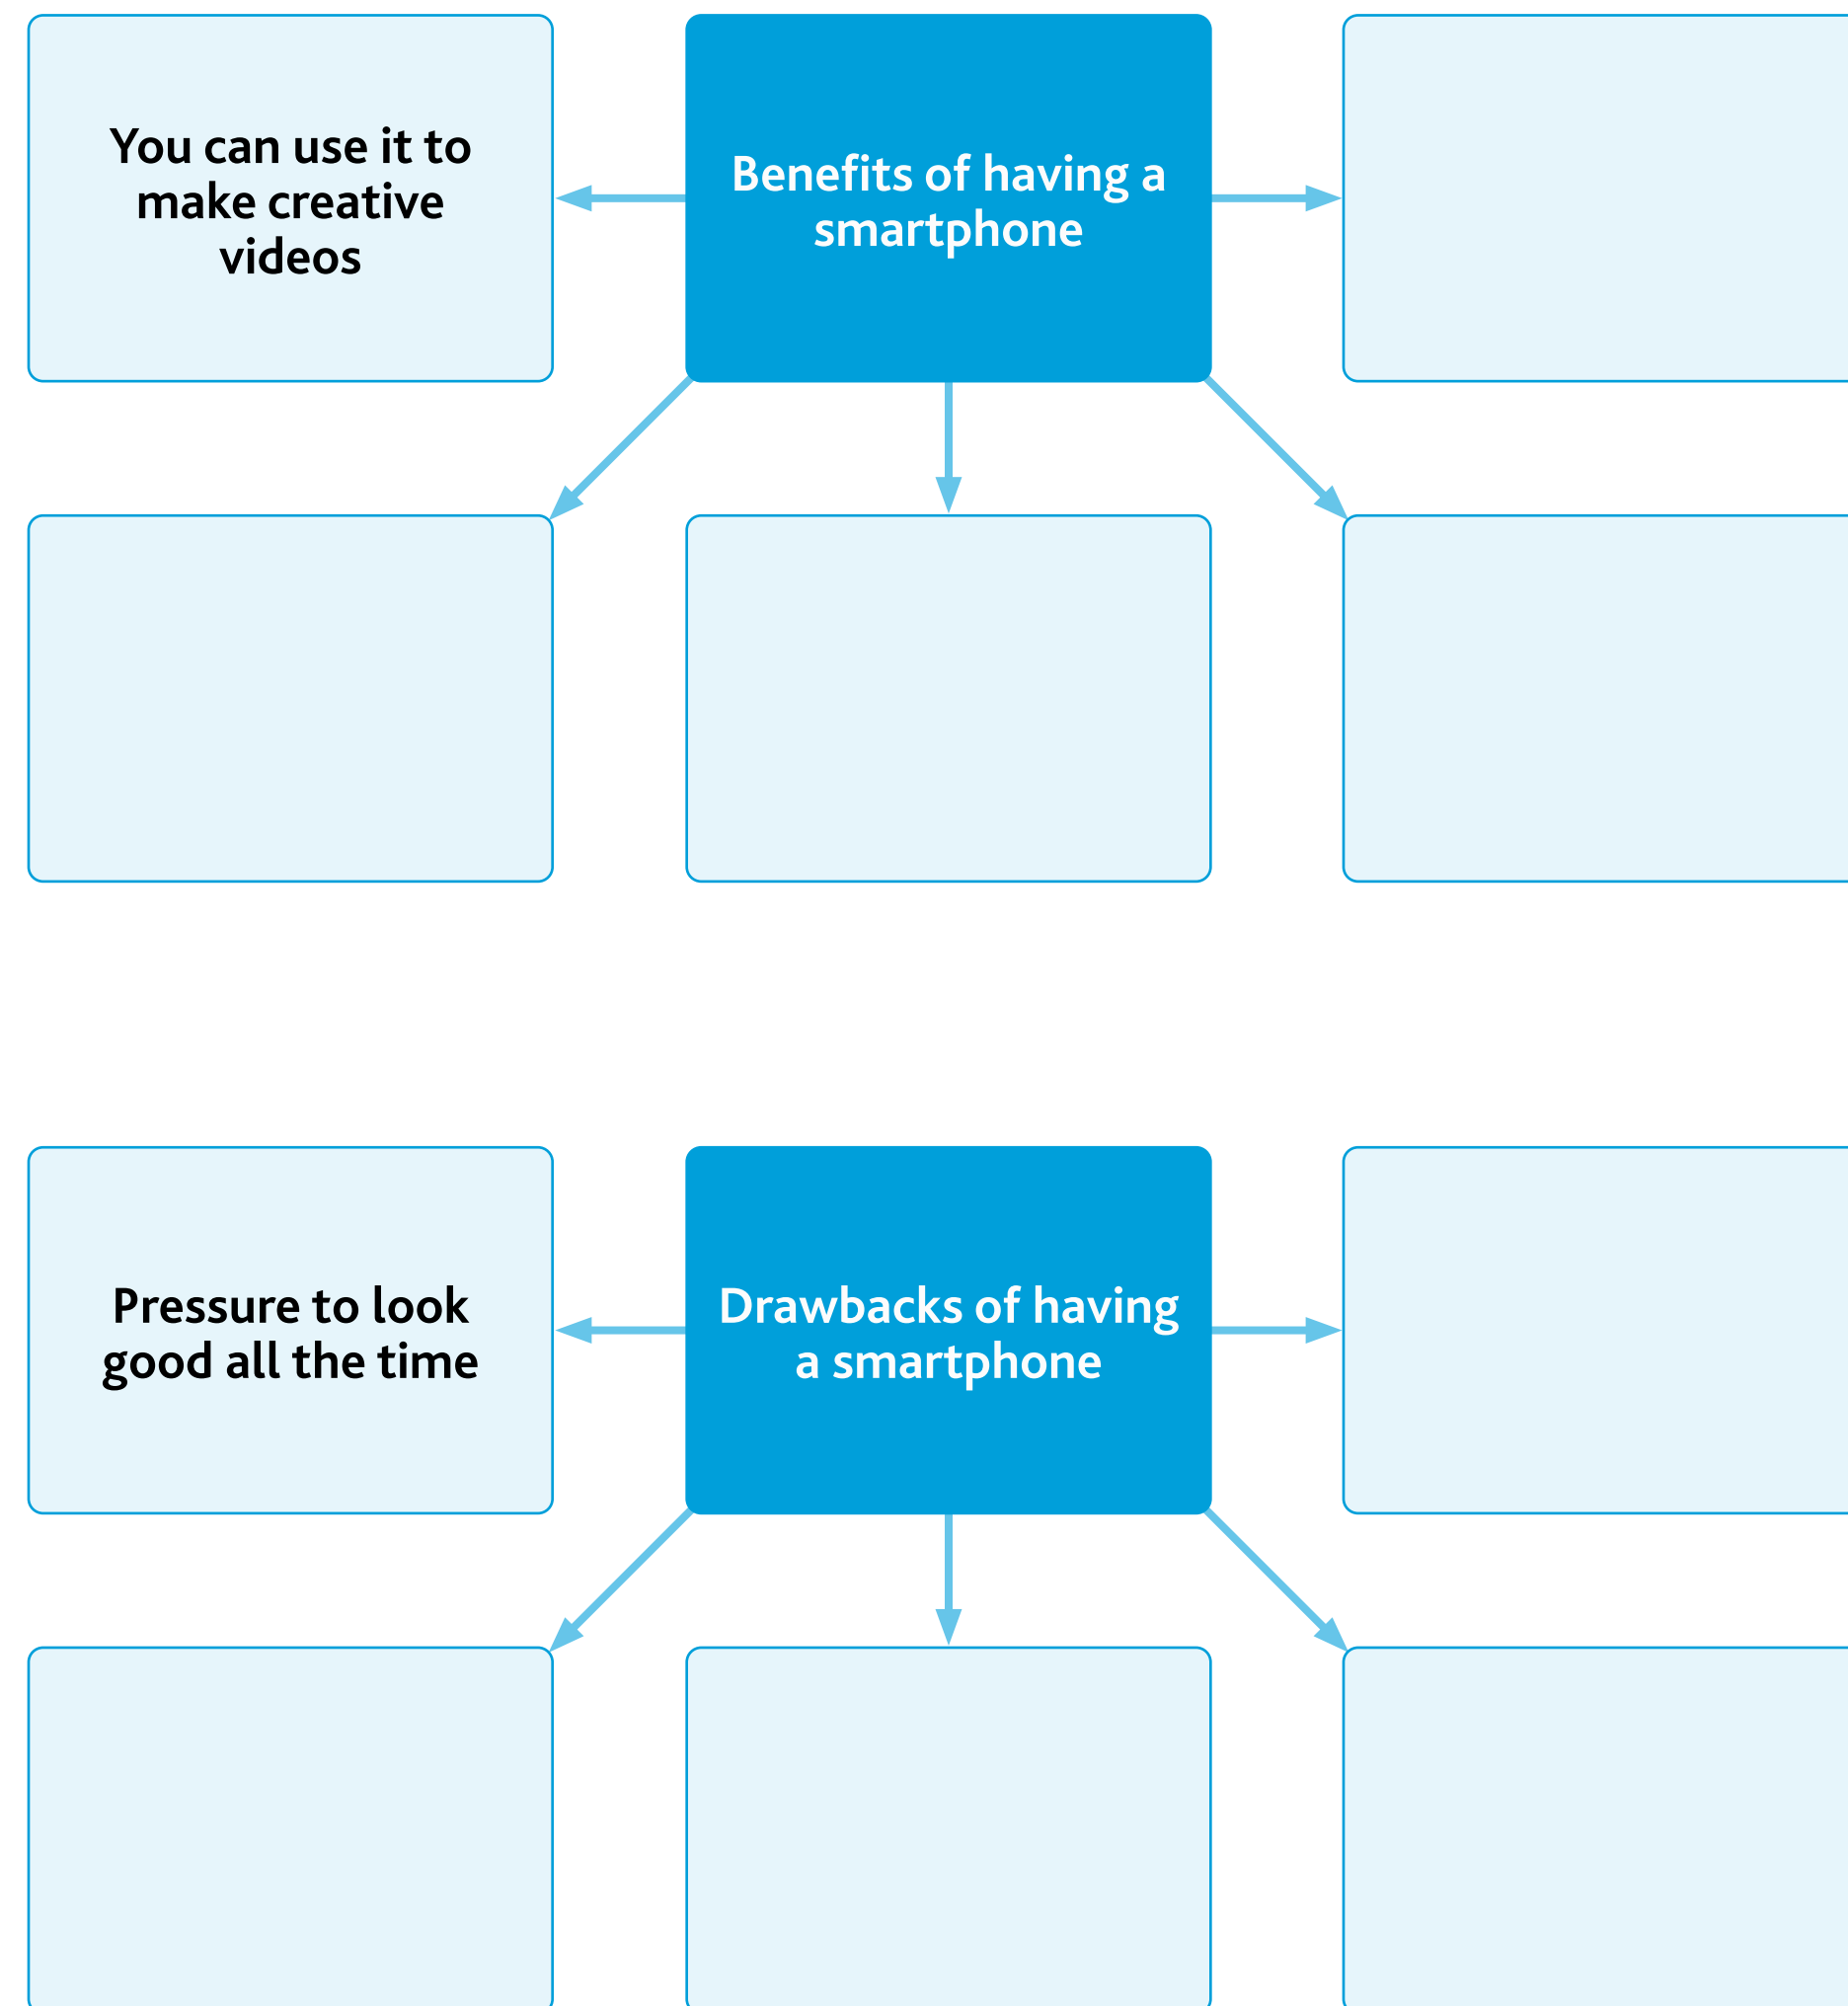 You can use it to
make creative
videos
Benefits of having a
smartphone
Pressure to look
good all the time
Drawbacks of having
a smartphone